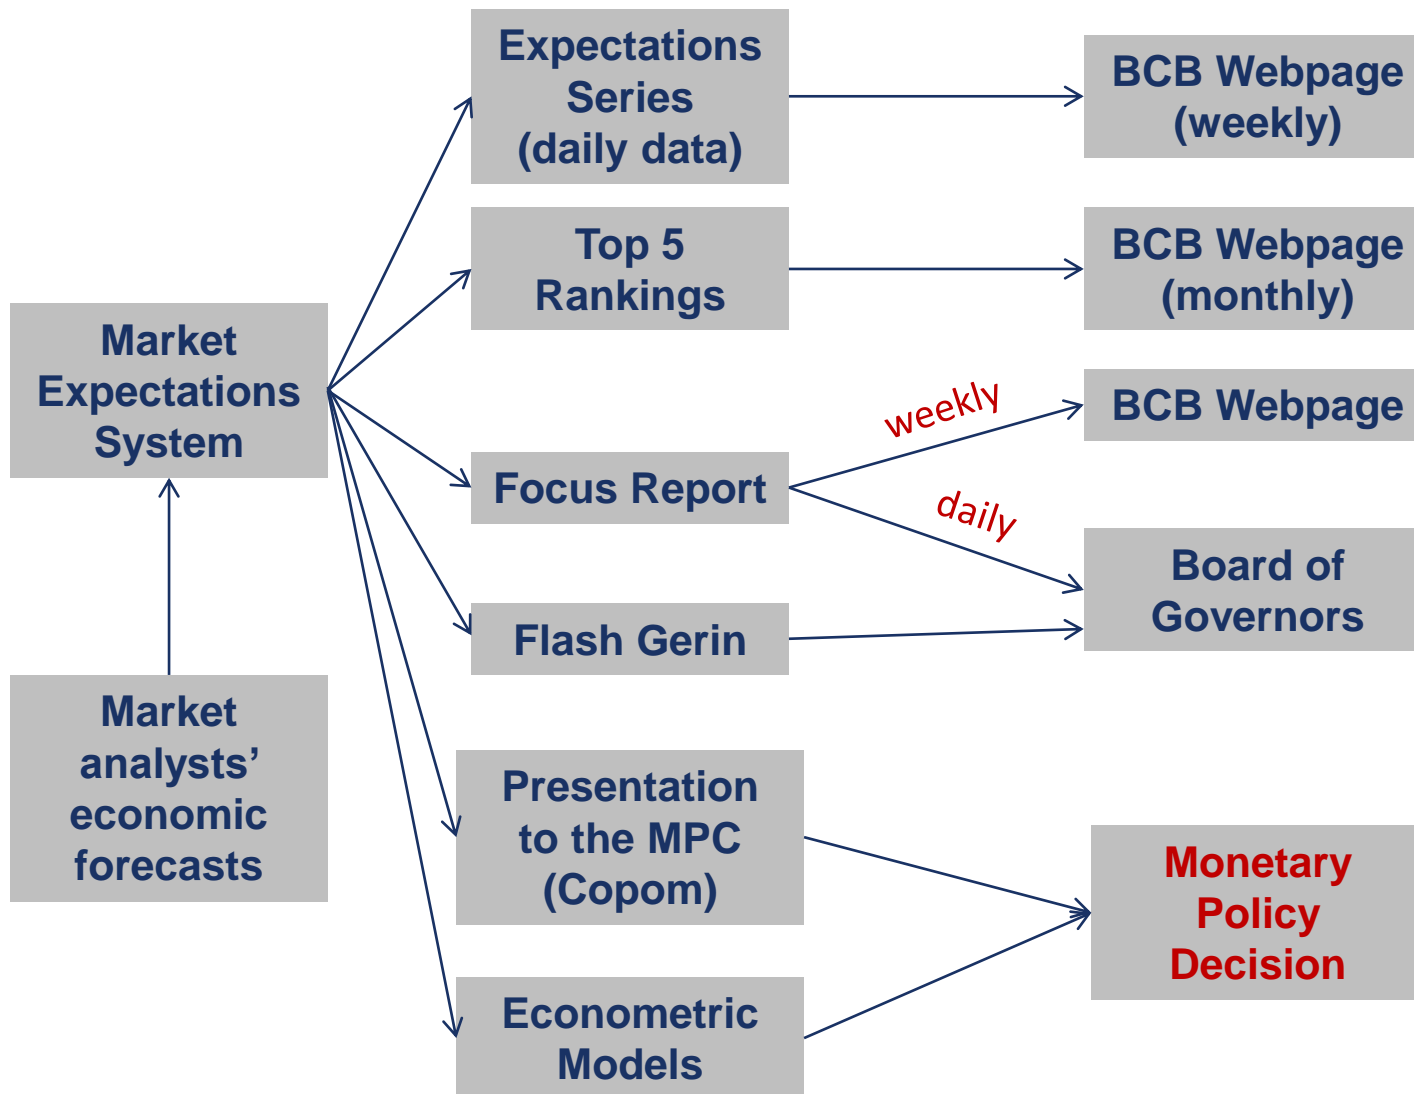 Expectations
Series
(daily data)
BCB Webpage
(weekly)
Top 5
Rankings
BCB Webpage
(monthly)
Market
Expectations
System
weekly
BCB Webpage
Focus Report
daily
Board of
Governors
Flash Gerin
Market
analysts’
economic
forecasts
Presentation
to the MPC
(Copom)
Monetary
Policy
Decision
Econometric
Models